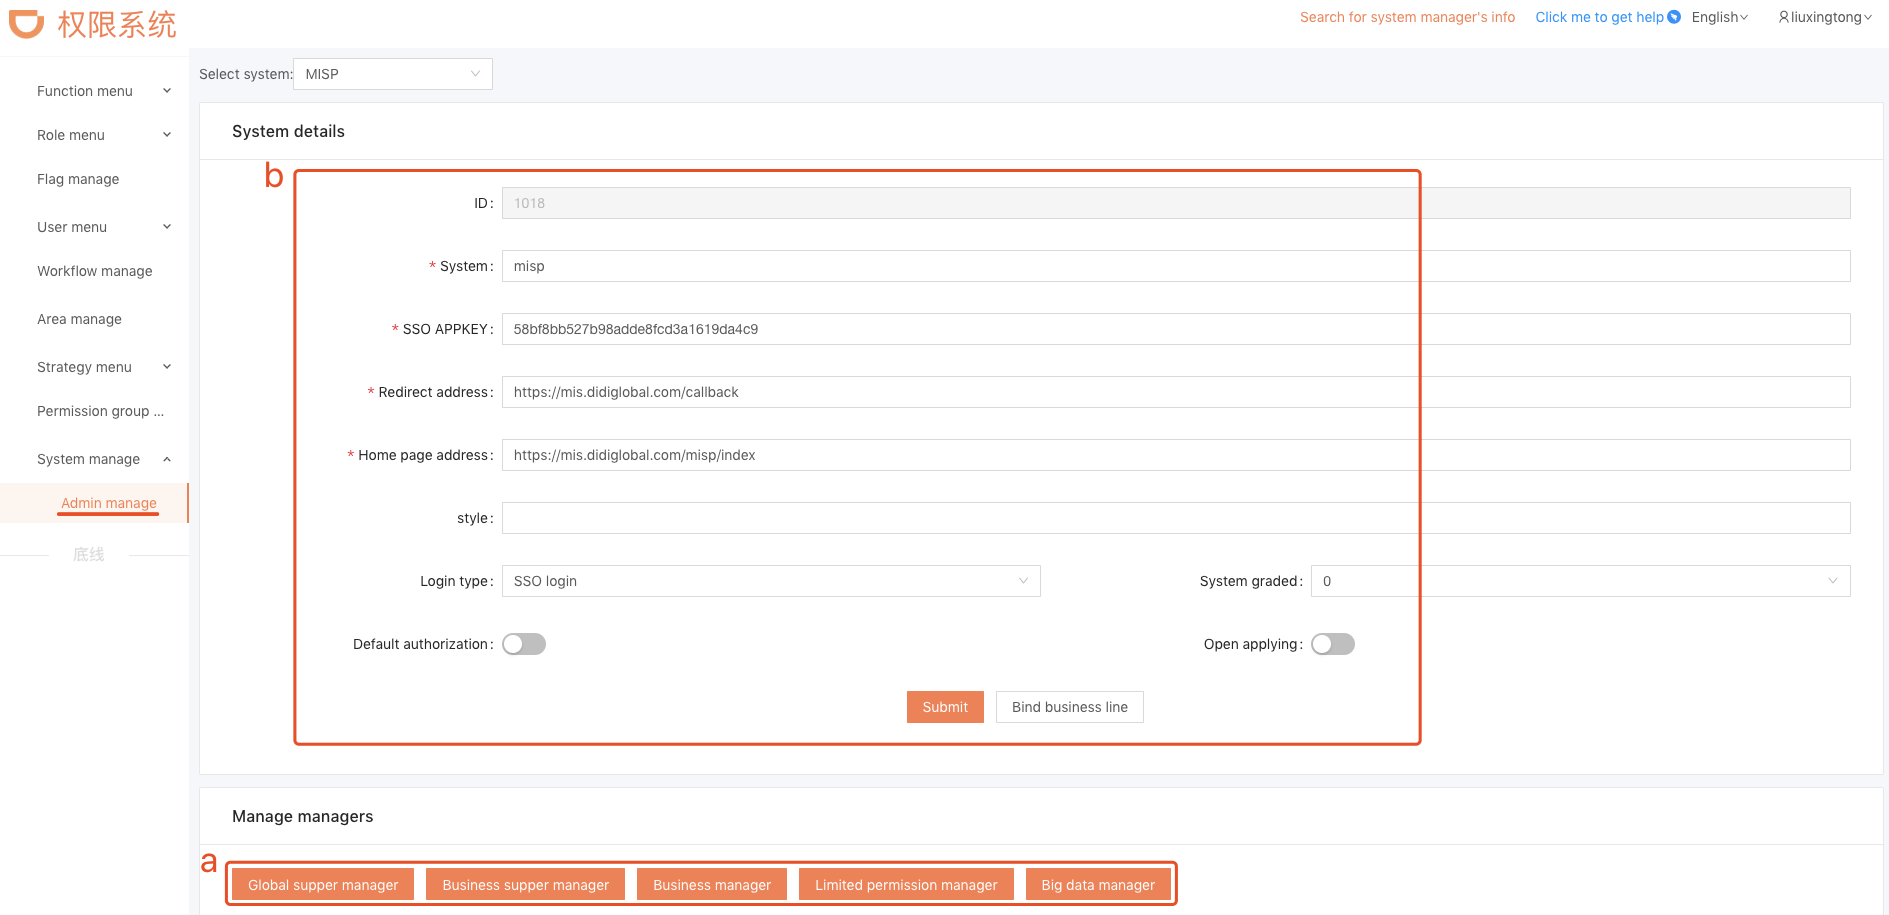 权限系统
Search for system manager's info Click me to get help English liuxingtong
Select system: MISP
Function menu
Role menu
Flag manage
User menu
Workflow manage
Area manage
Strategy menu
Permission group ...
System manage
Admin manage
底线
System details
b
ID: 1018
* System: misp
* SSO APPKEY: 58bf8bb527b98adde8fcd3a1619da4c9
* Redirect address: https://mis.didiglobal.com/callback
* Home page address: https://mis.didiglobal.com/misp/index
style:
Login type: SSO login System graded: 0
Default authorization: Open applying:
Submit Bind business line
Manage managers
a
Global supper manager Business supper manager Business manager Limited permission manager Big data manager